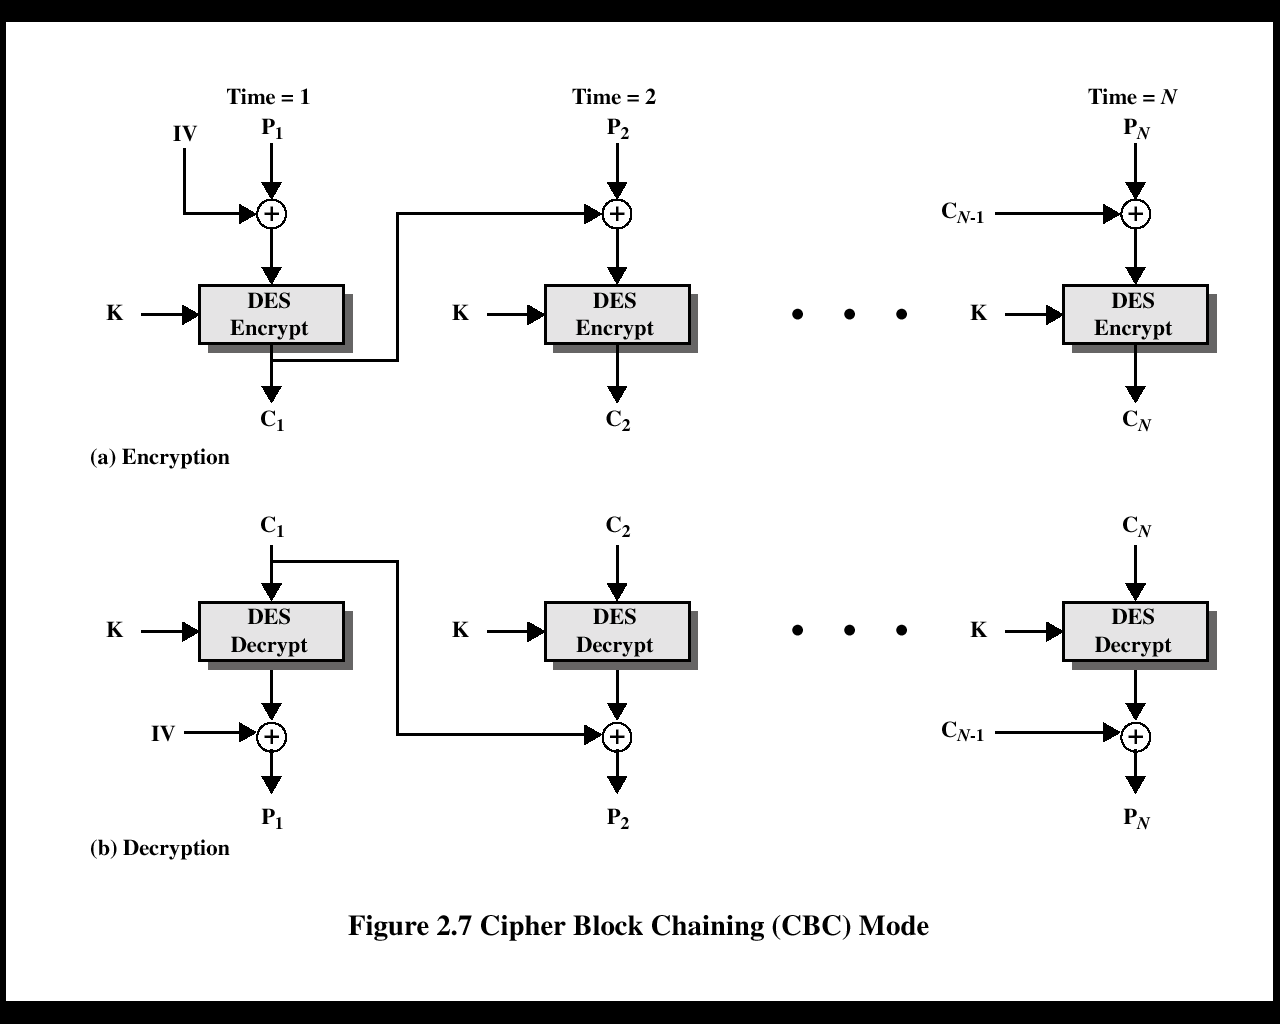 Time = 1 Time = 2 Time = N
IV P1 P2 PN
+ + CN-1 +
K DES Encrypt K DES Encrypt • • • K DES Encrypt
C1 C2 CN
(a) Encryption
C1 C2 CN
K DES Decrypt K DES Decrypt • • • K DES Decrypt
IV + + CN-1 +
P1 P2 PN
(b) Decryption
Figure 2.7 Cipher Block Chaining (CBC) Mode